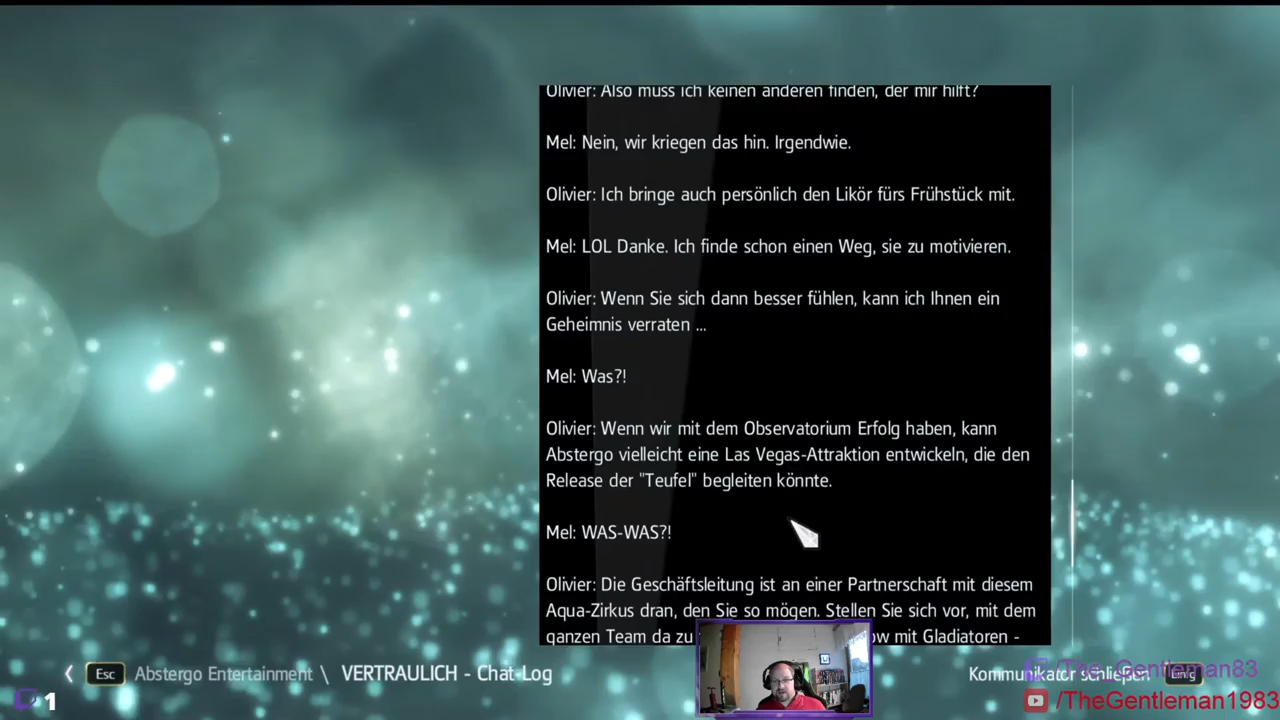 Olivier: Also muss ich keinen anderen finden, der mir hilft?
Mel: Nein, wir kriegen das hin. Irgendwie.
Olivier: Ich bringe auch persönlich den Likör fürs Frühstück mit.
Mel: LOL Danke. Ich finde schon einen Weg, sie zu motivieren.
Olivier: Wenn Sie sich dann besser fühlen, kann ich Ihnen ein
Geheimnis verraten ...
Mel: Was?!
Olivier: Wenn wir mit dem Observatorium Erfolg haben, kann
Abstergo vielleicht eine Las Vegas-Attraktion entwickeln, die den
Release der "Teufel" begleiten könnte.
Mel: WAS-WAS?!
Olivier: Die Geschäftsleitung ist an einer Partnerschaft mit diesem
Aqua-Zirkus dran, den Sie so mögen. Stellen Sie sich vor, mit dem
ganzen Team da zu mit Gladiatoren -
Esc Abstergo Entertainment \ VERTRAULICH - Chat-Log
Kommunikator schließen Eing
/The_Gentleman83
/TheGentleman1983
1